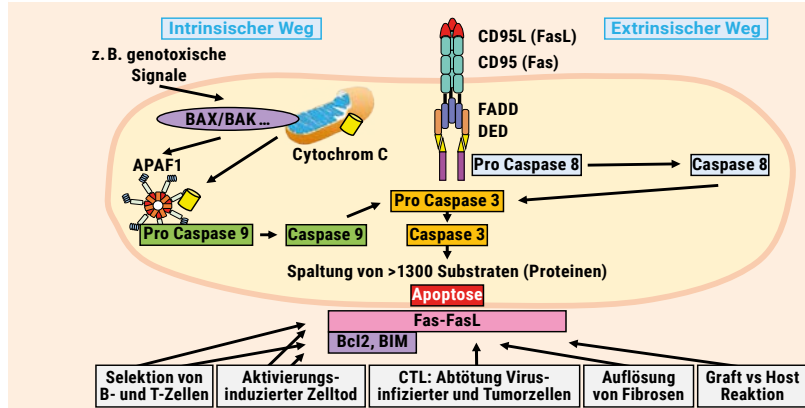 Intrinsischer Weg
z. B. genotoxische
Signale
BAX/BAK ...
Cytochrom C
APAF1
Pro Caspase 9
Caspase 9
CD95L (FasL)
CD95 (Fas)
FADD
DED
Extrinsischer Weg
Pro Caspase 8
Caspase 8
Pro Caspase 3
Caspase 3
Spaltung von >1300 Substraten (Proteinen)
Apoptose
Fas-FasL
Bcl2, BIM
Selektion von
B- und T-Zellen
Aktivierungs-
induzierter Zelltod
CTL: Abtötung Virus-
infizierter und Tumorzellen
Auflösung
von Fibrosen
Graft vs Host
Reaktion